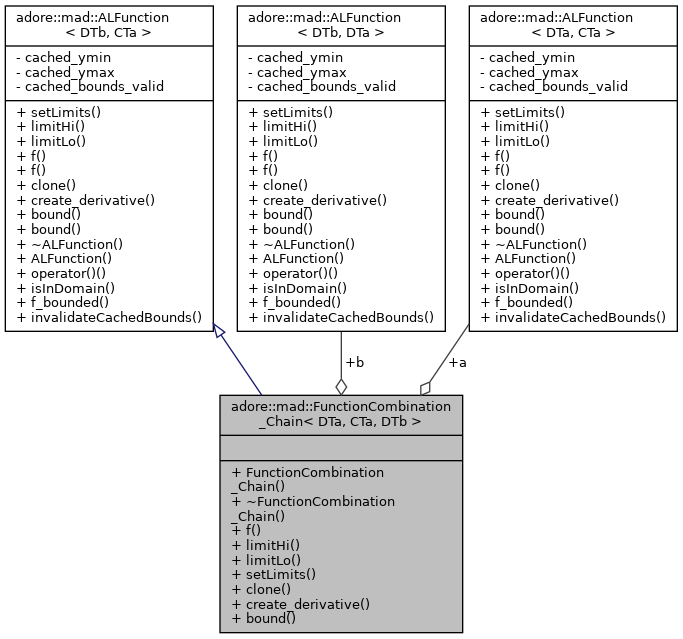 adore::mad::ALFunction
< DTb, CTa >
- cached_ymin
- cached_ymax
- cached_bounds_valid
+ setLimits()
+ limitHi()
+ limitLo()
+ f()
+ f()
+ clone()
+ create_derivative()
+ bound()
+ bound()
+ ~ALFunction()
+ ALFunction()
+ operator()()
+ isInDomain()
+ f_bounded()
+ invalidateCachedBounds()
adore::mad::ALFunction
< DTb, DTa >
- cached_ymin
- cached_ymax
- cached_bounds_valid
+ setLimits()
+ limitHi()
+ limitLo()
+ f()
+ f()
+ clone()
+ create_derivative()
+ bound()
+ bound()
+ ~ALFunction()
+ ALFunction()
+ operator()()
+ isInDomain()
+ f_bounded()
+ invalidateCachedBounds()
adore::mad::ALFunction
< DTa, CTa >
- cached_ymin
- cached_ymax
- cached_bounds_valid
+ setLimits()
+ limitHi()
+ limitLo()
+ f()
+ f()
+ clone()
+ create_derivative()
+ bound()
+ bound()
+ ~ALFunction()
+ ALFunction()
+ operator()()
+ isInDomain()
+ f_bounded()
+ invalidateCachedBounds()
+b
+a
adore::mad::FunctionCombination
_Chain< DTa, CTa, DTb >
+ FunctionCombination
_Chain()
+ ~FunctionCombination
_Chain()
+ f()
+ limitHi()
+ limitLo()
+ setLimits()
+ clone()
+ create_derivative()
+ bound()